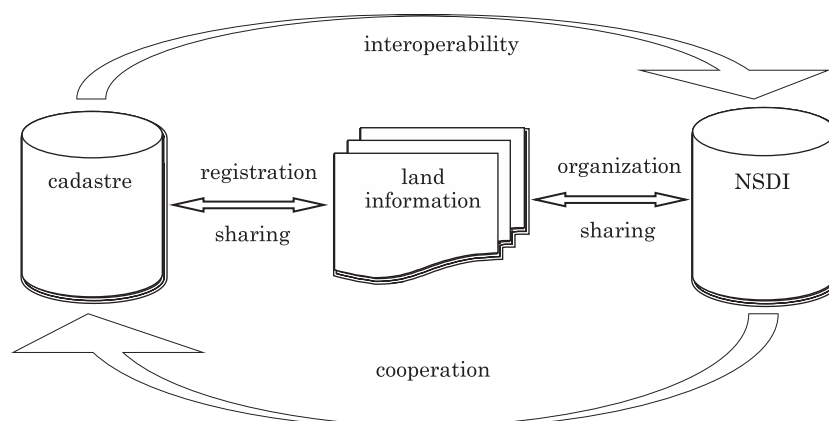 interoperability
cadastre
registration
sharing
land
information
organization
sharing
NSDI
cooperation